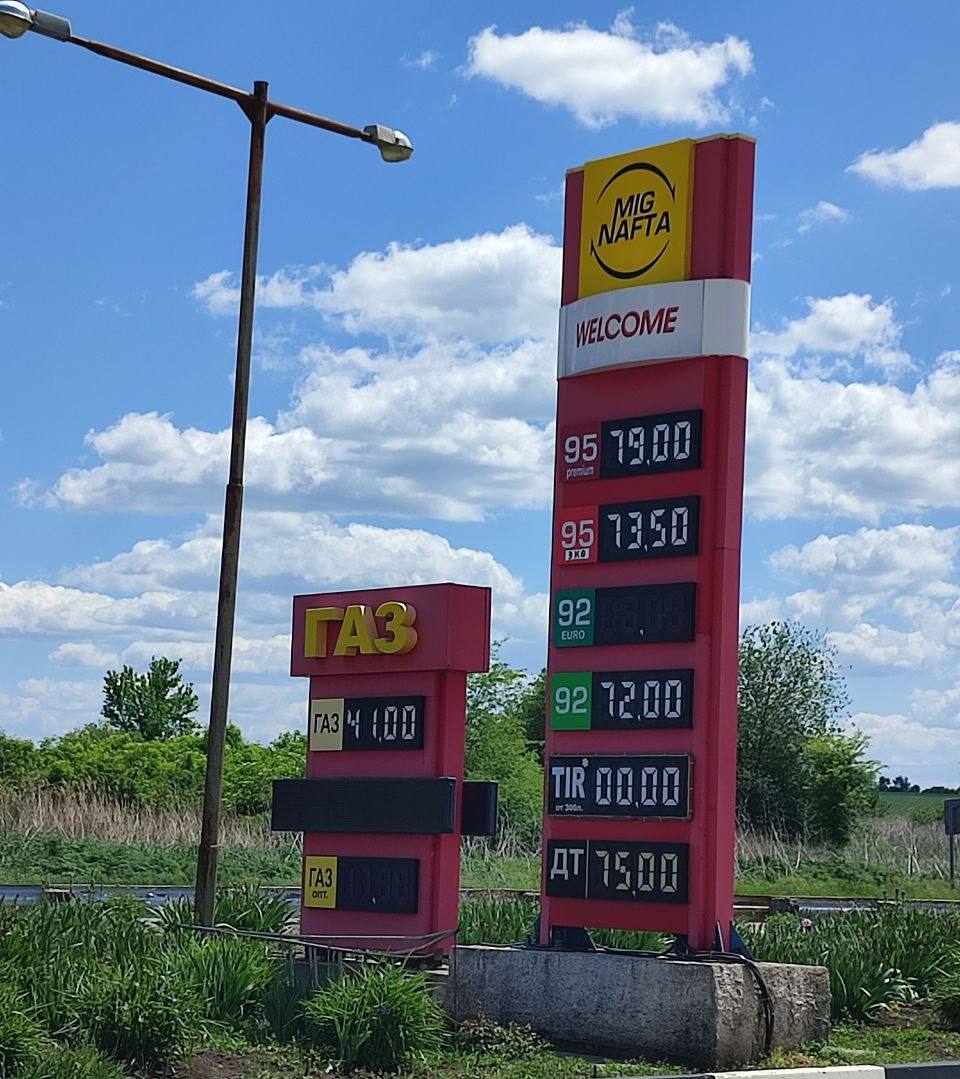 MIG
NAFTA
WELCOME
95 79.00
premium
95 73.50
ЭКО
92
EURO
92 72.00
TIR* 00.00
от 300л.
ДТ 75.00
ГАЗ
ГАЗ 41.00
ГАЗ
ОПТ.